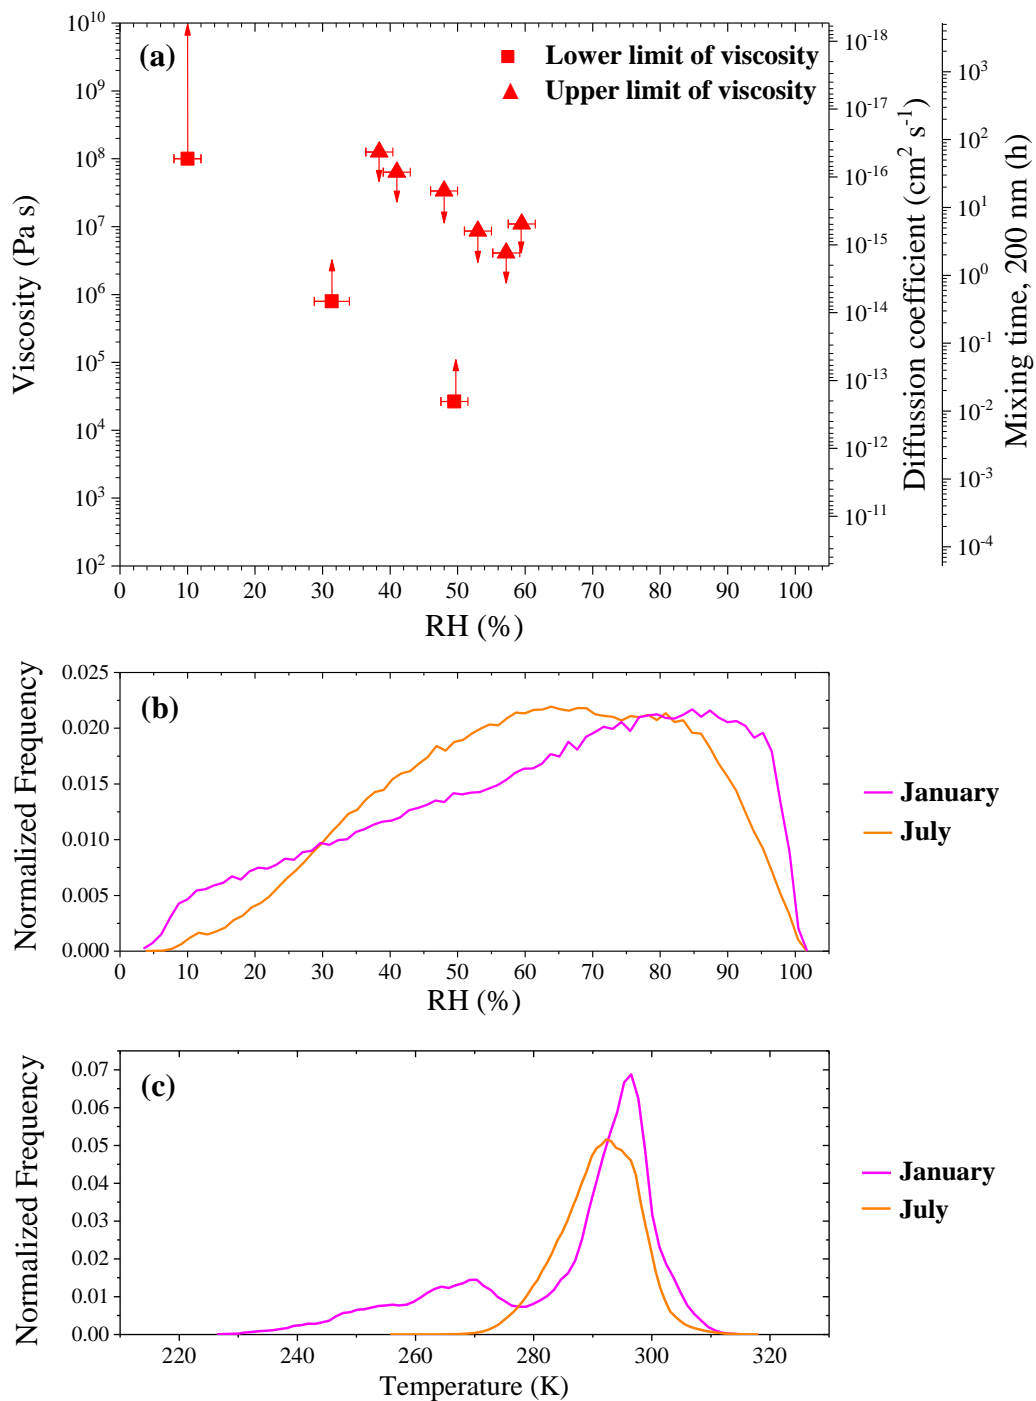 (a)
Lower limit of viscosity
Upper limit of viscosity
Viscosity (Pa s)
10^10
10^9
10^8
10^7
10^6
10^5
10^4
10^3
10^2
0 10 20 30 40 50 60 70 80 90 100
RH (%)
10^-18
10^-17
10^-16
10^-15
10^-14
10^-13
10^-12
10^-11
Diffussion coefficient (cm^2 s^-1)
10^3
10^2
10^1
10^0
10^-1
10^-2
10^-3
10^-4
Mixing time, 200 nm (h)
(b)
Normalized Frequency
0.025
0.020
0.015
0.010
0.005
0.000
0 10 20 30 40 50 60 70 80 90 100
RH (%)
January
July
(c)
Normalized Frequency
0.07
0.06
0.05
0.04
0.03
0.02
0.01
0.00
220 240 260 280 300 320
Temperature (K)
January
July